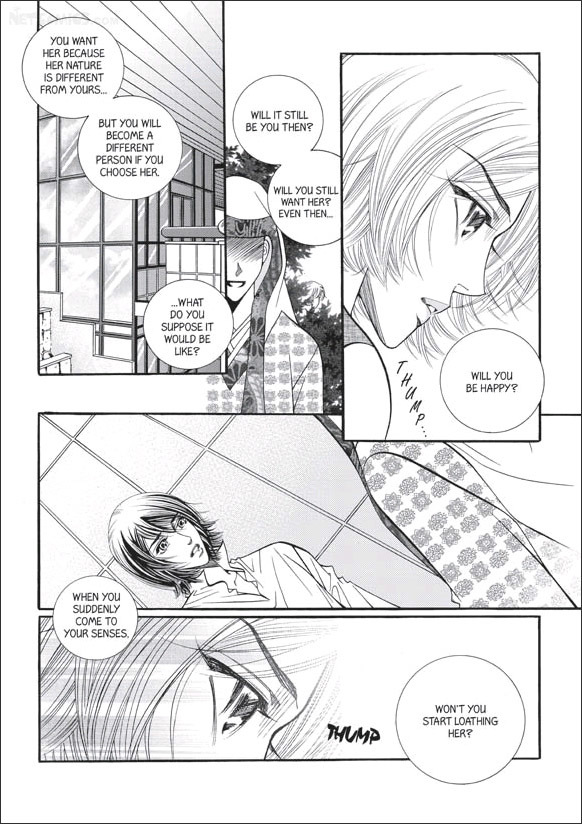 YOU WANT
HER BECAUSE
HER NATURE
IS DIFFERENT
FROM YOURS...
BUT YOU WILL
BECOME A
DIFFERENT
PERSON IF YOU
CHOOSE HER.
WILL IT STILL
BE YOU THEN?
WILL YOU STILL
WANT HER?
EVEN THEN...
...WHAT
DO YOU
SUPPOSE IT
WOULD BE
LIKE?
WILL YOU
BE HAPPY?
THUMP...
WHEN YOU
SUDDENLY
COME TO
YOUR SENSES,
THUMP
WON'T YOU
START LOATHING
HER?